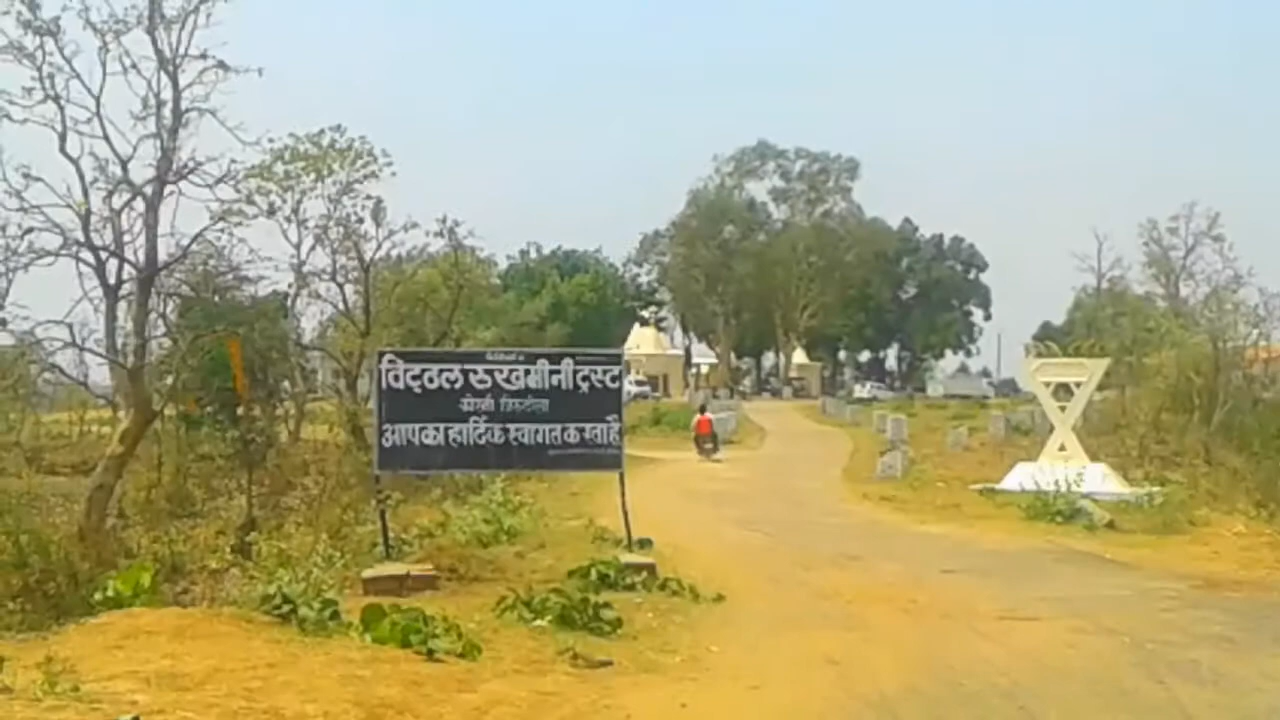 विट्ठल रुखमीनी ट्रस्ट
आपका हार्दिक स्वागत करता है